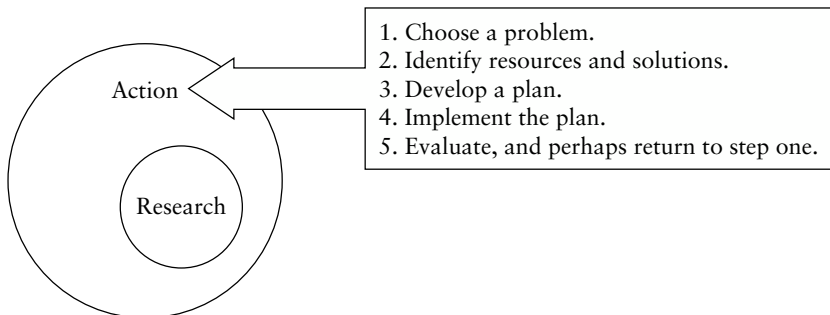 1. Choose a problem.
2. Identify resources and solutions.
3. Develop a plan.
4. Implement the plan.
5. Evaluate, and perhaps return to step one.
Action
Research